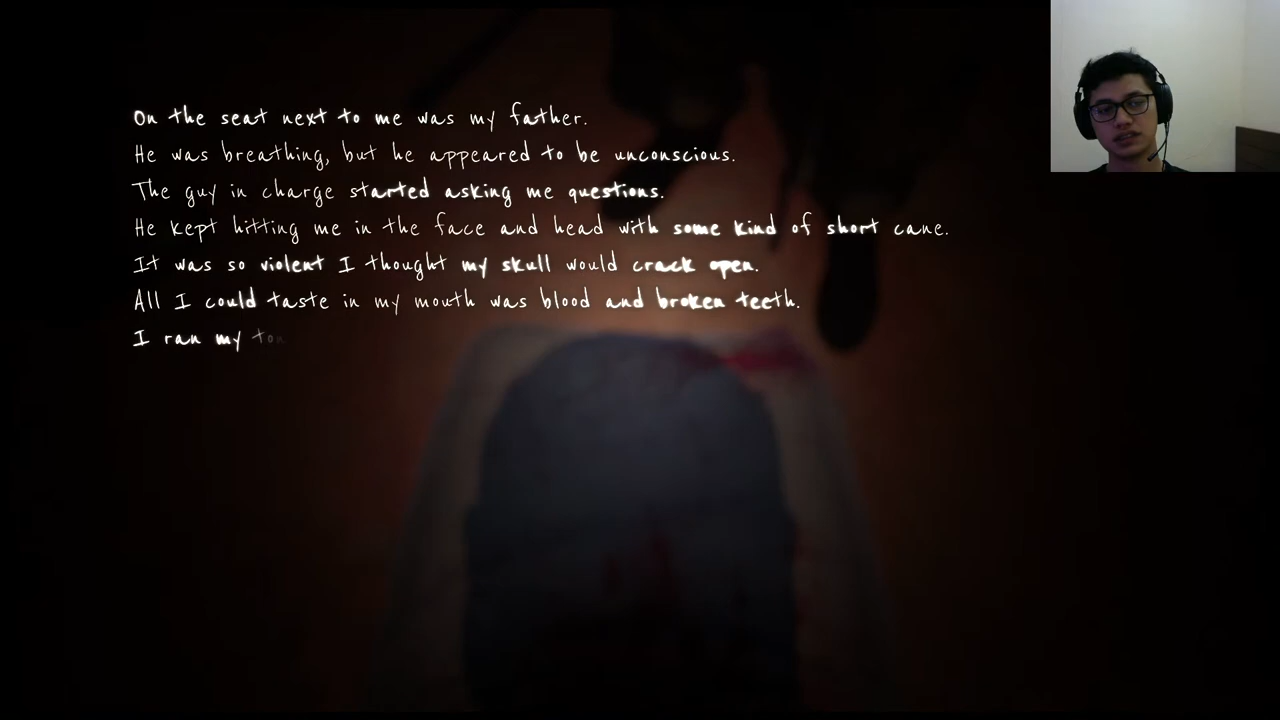 On the seat next to me was my father.
He was breathing, but he appeared to be unconscious.
The guy in charge started asking me questions.
He kept hitting me in the face and head with some kind of short cane.
It was so violent I thought my skull would crack open.
All I could taste in my mouth was blood and broken teeth.
I ran my